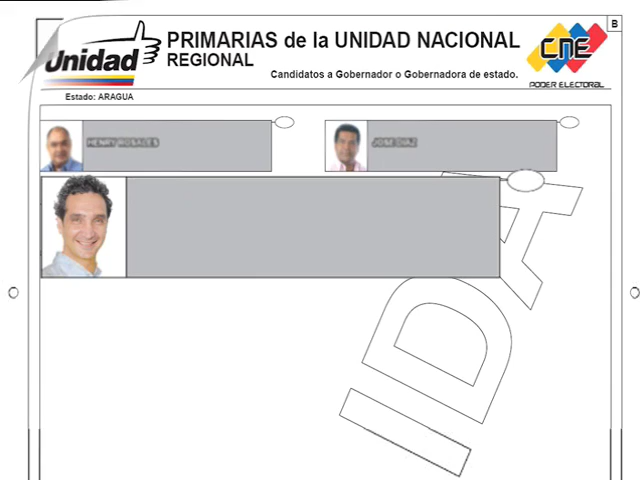 B
Unidad
PRIMARIAS de la UNIDAD NACIONAL
REGIONAL
Candidatos a Gobernador o Gobernadora de estado.
CNE
PODER ELECTORAL
Estado: ARAGUA
HENRY ROSALES
JOSE DIAZ
IDA